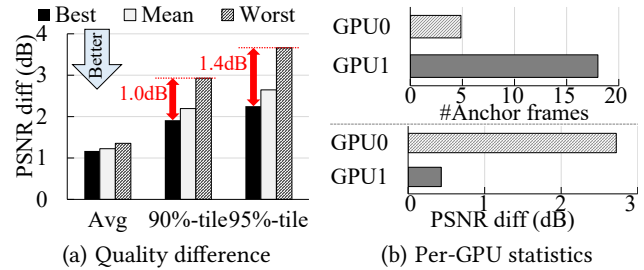 Best Mean Worst
PSNR diff (dB)
4
3
2
1
0
Better
1.0dB
1.4dB
Avg 90%-tile 95%-tile
(a) Quality difference
GPU0
GPU1
0 5 10 15 20
#Anchor frames
GPU0
GPU1
0 1 2 3
PSNR diff (dB)
(b) Per-GPU statistics